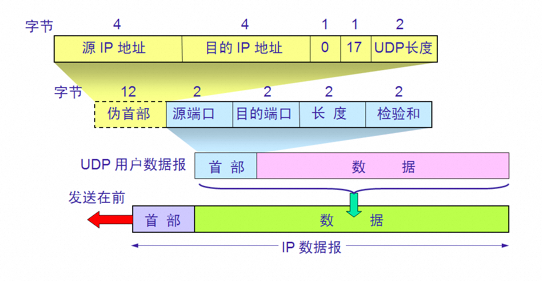 字节 4 4 1 1 2
源 IP 地址 目的 IP 地址 0 17 UDP长度
字节 12 2 2 2 2
伪首部 源端口 目的端口 长 度 检验和
UDP 用户数据报 首 部 数 据
发送在前
首 部 数 据
IP 数据报